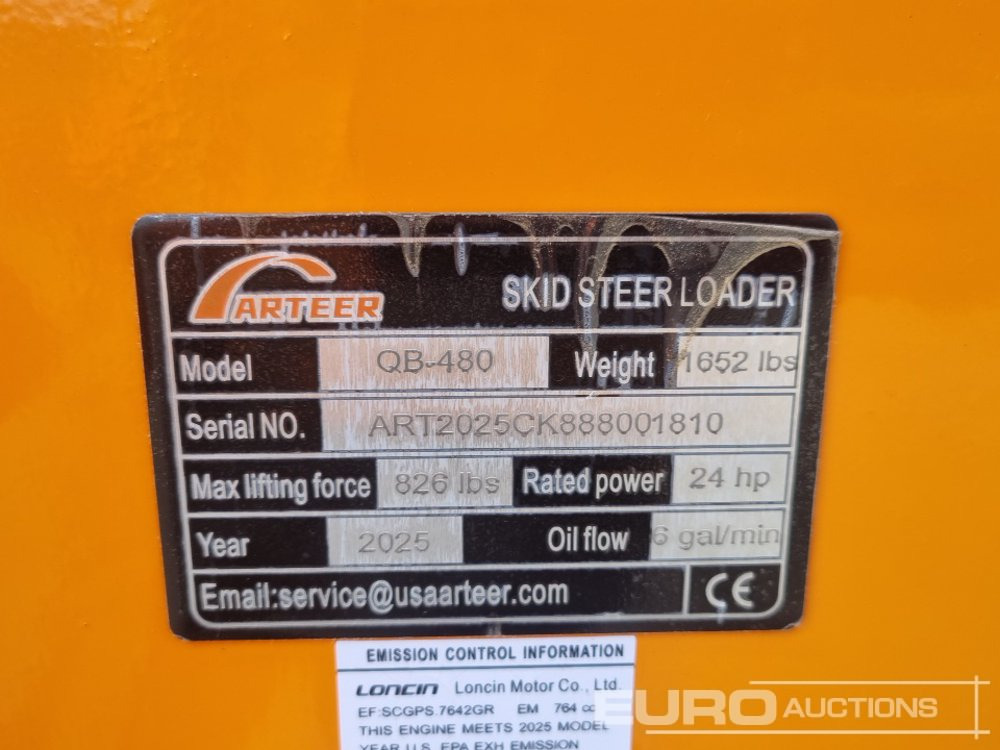 ARTEER SKID STEER LOADER
Model QB-480 Weight 1652 lbs
Serial NO. ART2025CK888001810
Max lifting force 826 lbs Rated power 24 hp
Year 2025 Oil flow 6 gal/min
Email:service@usaarteer.com CE
EMISSION CONTROL INFORMATION
LONCIN Loncin Motor Co., Ltd.
EF:SCGPS.7642GR EM 764 cc
THIS ENGINE MEETS 2025 MODEL
YEAR U.S. EPA EXH EMISSION
EURO AUCTIONS